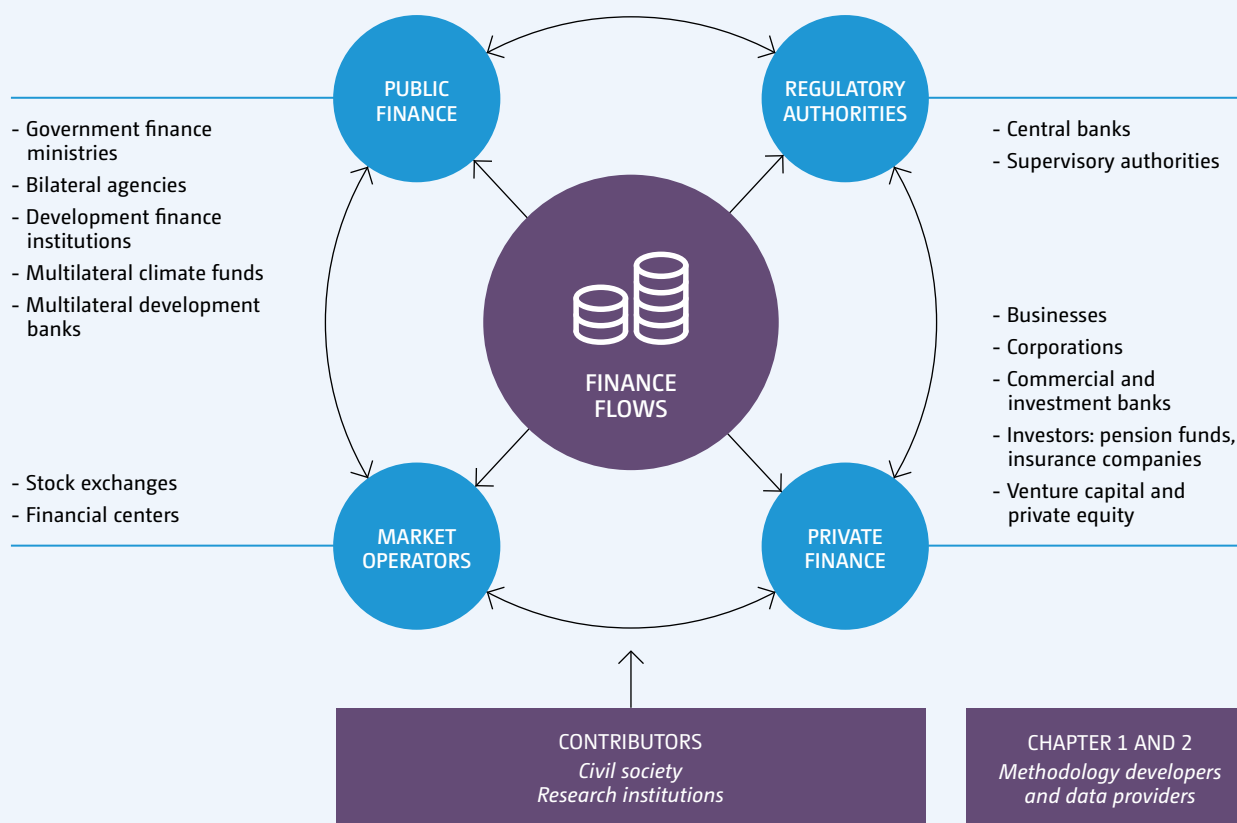 PUBLIC
FINANCE
REGULATORY
AUTHORITIES
- Government finance
ministries
- Bilateral agencies
- Development finance
institutions
- Multilateral climate funds
- Multilateral development
banks
- Central banks
- Supervisory authorities
FINANCE
FLOWS
- Businesses
- Corporations
- Commercial and
investment banks
- Investors: pension funds,
insurance companies
- Venture capital and
private equity
- Stock exchanges
- Financial centers
MARKET
OPERATORS
PRIVATE
FINANCE
CONTRIBUTORS
Civil society
Research institutions
CHAPTER 1 AND 2
Methodology developers
and data providers